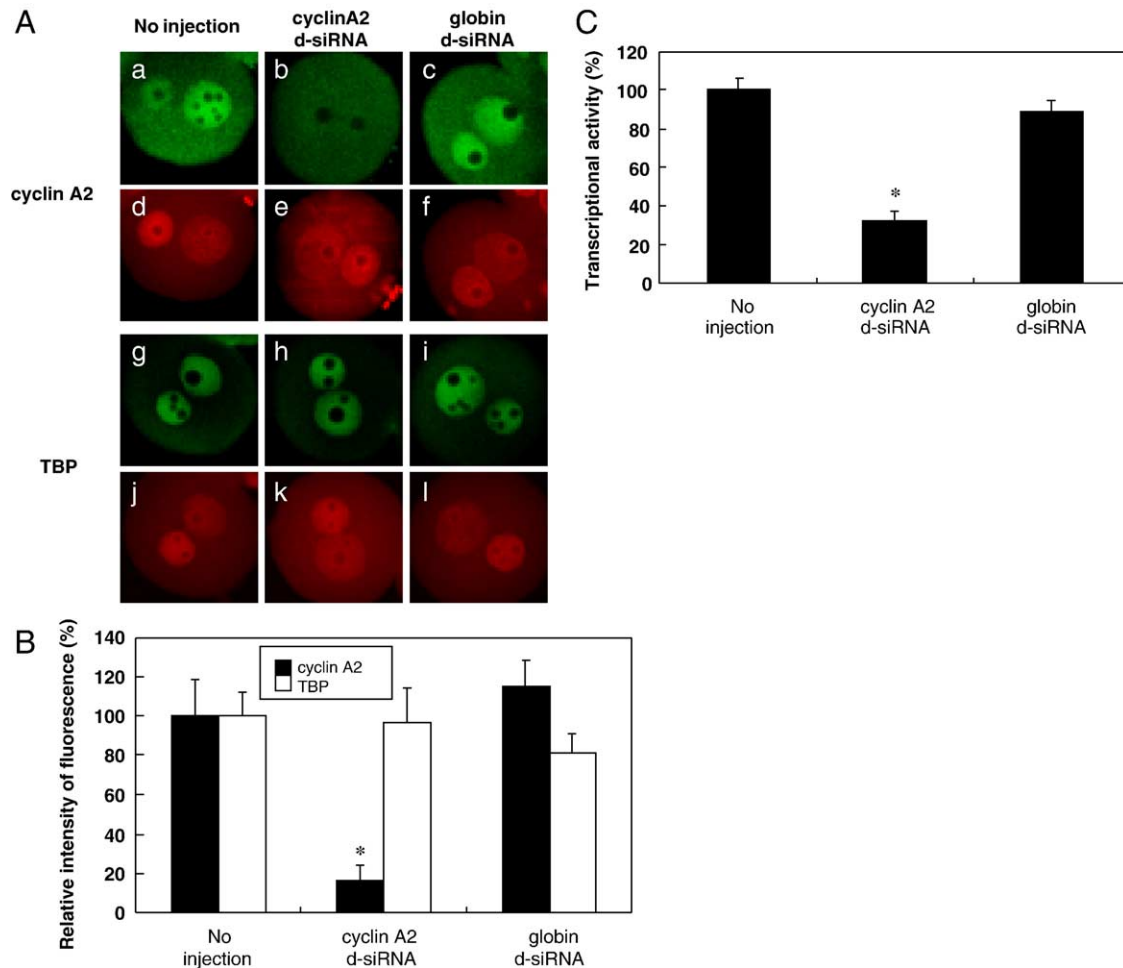 A
No injection
cyclinA2
d-siRNA
globin
d-siRNA
cyclin A2
a
b
c
d
e
f
TBP
g
h
i
j
k
l
B
Relative intensity of fluorescence (%)
140
120
100
80
60
40
20
0
cyclin A2
TBP
*
No
injection
cyclin A2
d-siRNA
globin
d-siRNA
C
Transcriptional activity (%)
120
100
80
60
40
20
0
*
No
injection
cyclin A2
d-siRNA
globin
d-siRNA